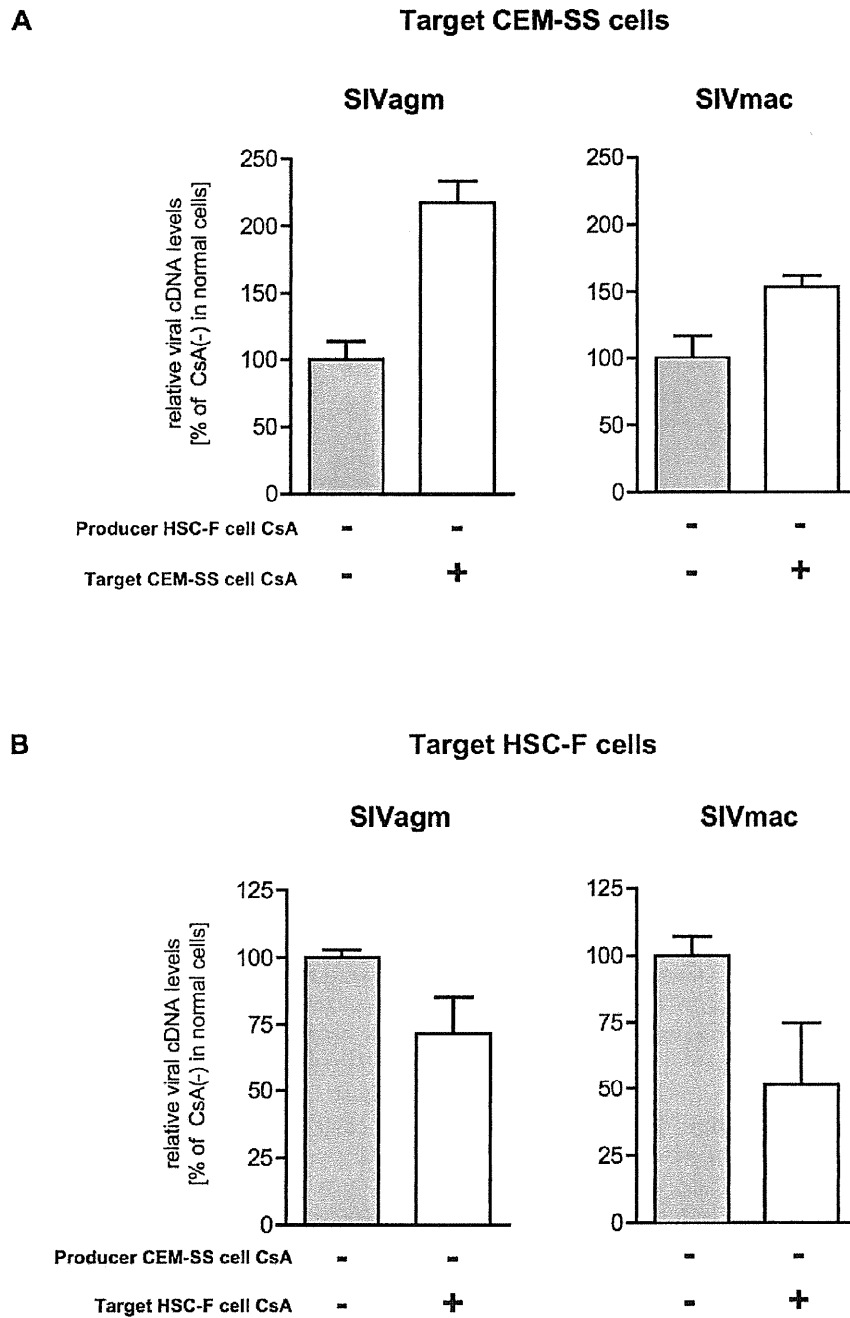 A
Target CEM-SS cells
SIVagm
SIVmac
relative viral cDNA levels
[% of CsA(-) in normal cells]
250
200
150
100
50
0
250
200
150
100
50
0
Producer HSC-F cell CsA - - - -
Target CEM-SS cell CsA - + - +
B
Target HSC-F cells
SIVagm
SIVmac
relative viral cDNA levels
[% of CsA(-) in normal cells]
125
100
75
50
25
0
125
100
75
50
25
0
Producer CEM-SS cell CsA - - - -
Target HSC-F cell CsA - + - +